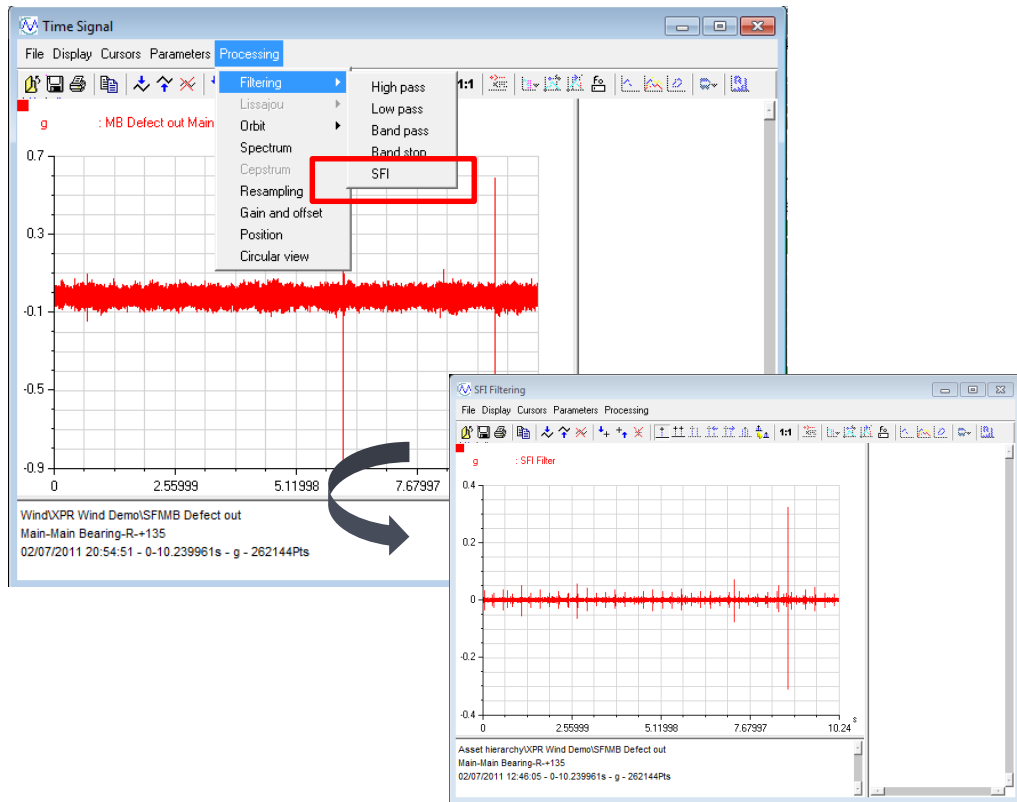 Time Signal
File Display Cursors Parameters Processing
1:1
Filtering
Lissajou
Orbit
Spectrum
Cepstrum
Resampling
Gain and offset
Position
Circular view
High pass
Low pass
Band pass
Band stop
SFI
g : MB Defect out Main
0.7
0.3
-0.1
-0.5
-0.9
0 2.55999 5.11998 7.67997
Wind\XPR Wind Demo\SFI\MB Defect out
Main-Main Bearing-R-+135
02/07/2011 20:54:51 - 0-10.239961s - g - 262144Pts
SFI Filtering
File Display Cursors Parameters Processing
1:1
g : SFI Filter
0.4
0.2
0
-0.2
-0.4
0 2.55999 5.11998 7.67997 10.24 s
Asset hierarchy\XPR Wind Demo\SFI\MB Defect out
Main-Main Bearing-R-+135
02/07/2011 12:46:05 - 0-10.239961s - g - 262144Pts